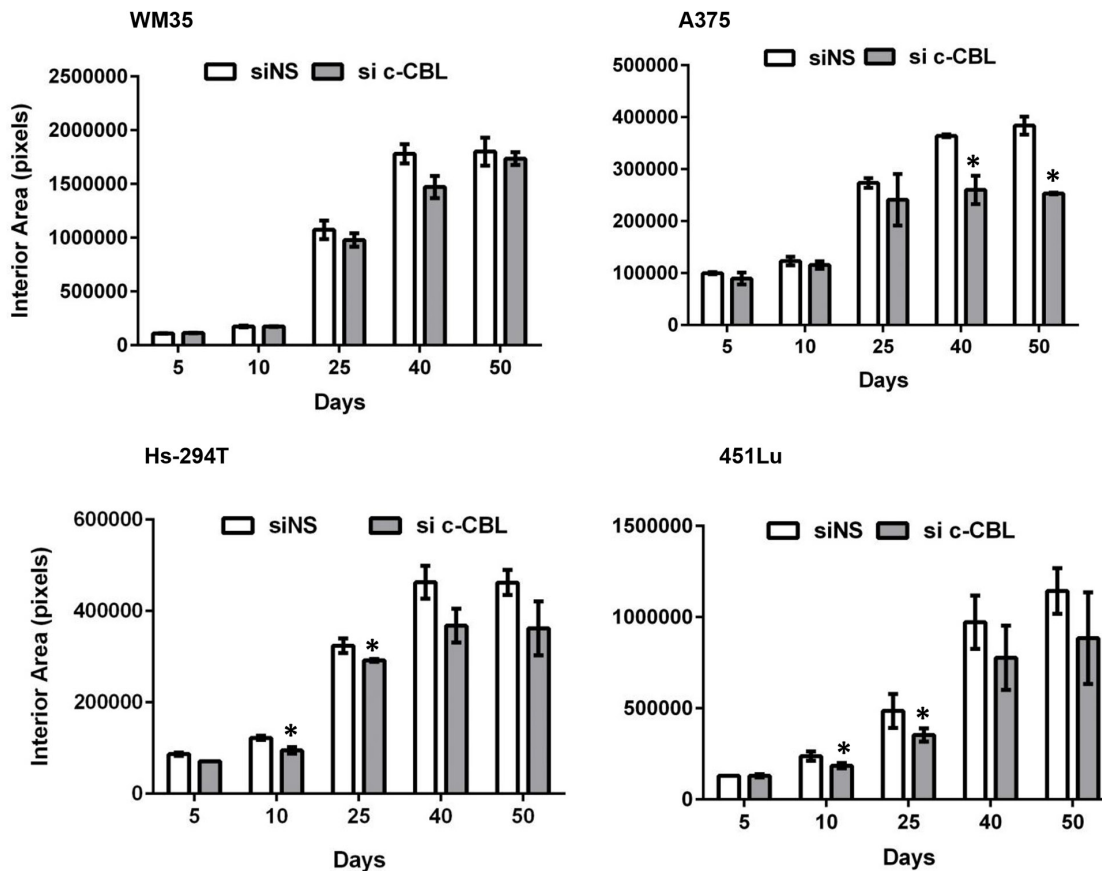 WM35
siNS si c-CBL
Interior Area (pixels)
2500000
2000000
1500000
1000000
500000
0
5 10 25 40 50
Days
A375
siNS si c-CBL
500000
400000
300000
200000
100000
0
* *
5 10 25 40 50
Days
Hs-294T
siNS si c-CBL
Interior Area (pixels)
600000
400000
200000
0
* *
5 10 25 40 50
Days
451Lu
siNS si c-CBL
1500000
1000000
500000
0
* *
5 10 25 40 50
Days